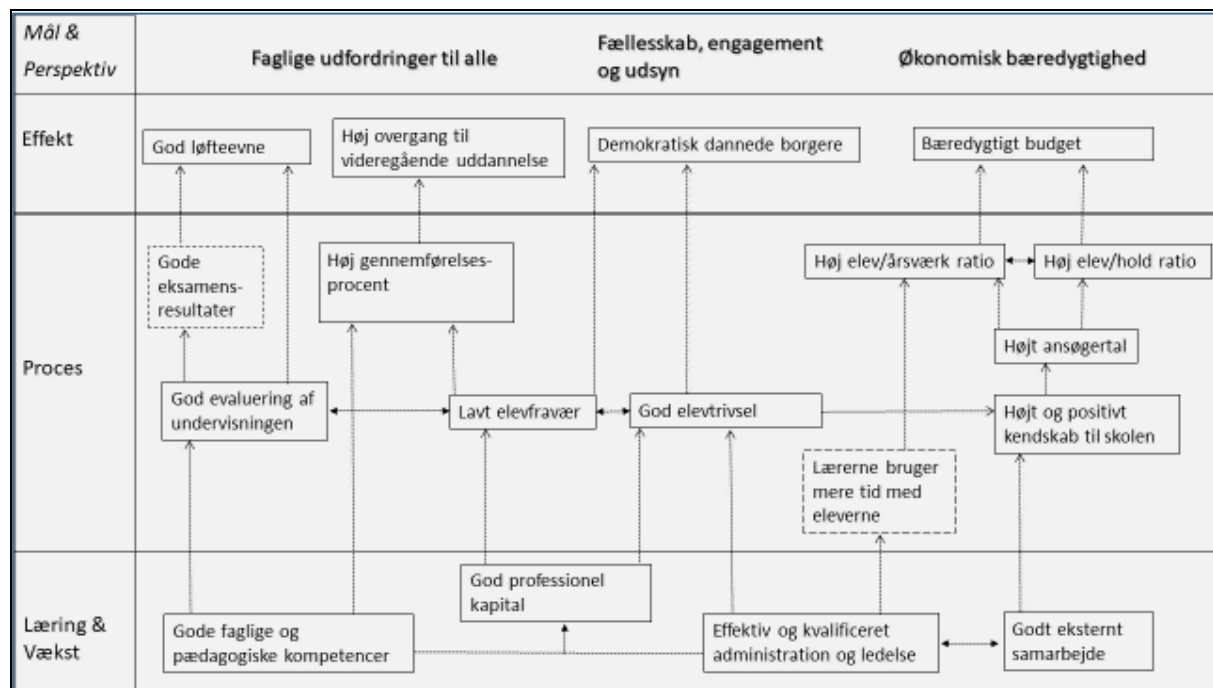 Mål &
Perspektiv
Faglige udfordringer til alle
Fællesskab, engagement
og udsyn
Økonomisk bæredygtighed
Effekt
God løfteevne
Høj overgang til
videregående uddannelse
Demokratisk dannede borgere
Bæredygtigt budget
Proces
Gode
eksamens-
resultater
Høj gennemførelses-
procent
Høj elev/årsværk ratio
Høj elev/hold ratio
Højt ansøgertal
God evaluering af
undervisningen
Lavt elevfravær
God elevtrivsel
Højt og positivt
kendskab til skolen
Lærerne bruger
mere tid med
eleverne
Læring &
Vækst
God professionel
kapital
Gode faglige og
pædagogiske kompetencer
Effektiv og kvalificeret
administration og ledelse
Godt eksternt
samarbejde